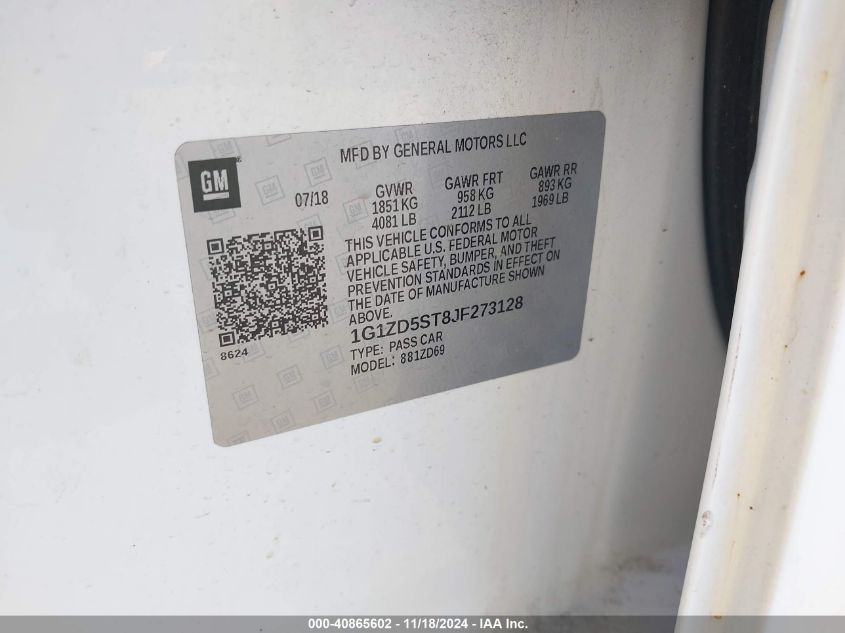 MFD BY GENERAL MOTORS LLC
GM
07/18
GVWR
1851 KG
4081 LB
GAWR FRT
958 KG
2112 LB
GAWR RR
893 KG
1969 LB
THIS VEHICLE CONFORMS TO ALL
APPLICABLE U.S. FEDERAL MOTOR
VEHICLE SAFETY, BUMPER, AND THEFT
PREVENTION STANDARDS IN EFFECT ON
THE DATE OF MANUFACTURE SHOWN
ABOVE.
1G1ZD5ST8JF273128
TYPE: PASS CAR
MODEL: 881ZD69
8624
000-40865602 - 11/18/2024 - IAA Inc.